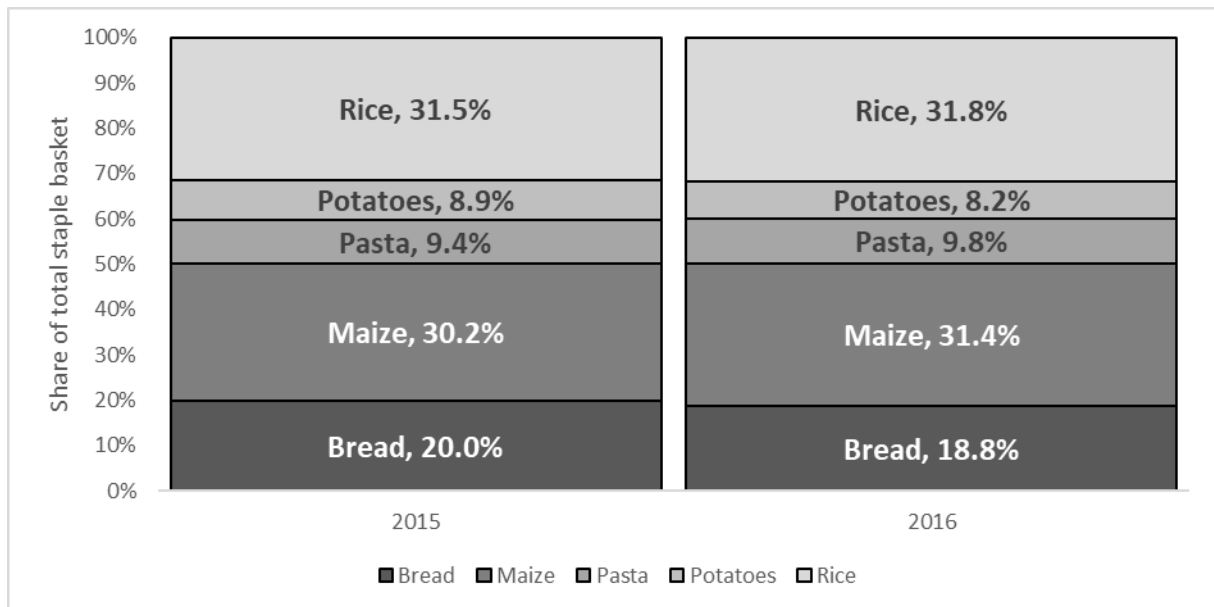 Share of total staple basket
100%
90%
80%
70%
60%
50%
40%
30%
20%
10%
0%
Rice, 31.5%
Potatoes, 8.9%
Pasta, 9.4%
Maize, 30.2%
Bread, 20.0%
Rice, 31.8%
Potatoes, 8.2%
Pasta, 9.8%
Maize, 31.4%
Bread, 18.8%
2015 2016
Bread Maize Pasta Potatoes Rice